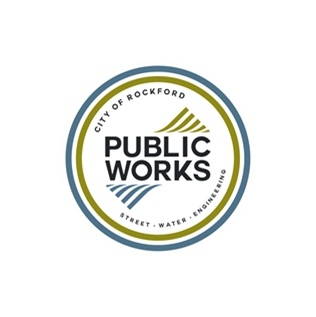 CITY OF ROCKFORD
PUBLIC
WORKS
STREET - WATER - ENGINEERING